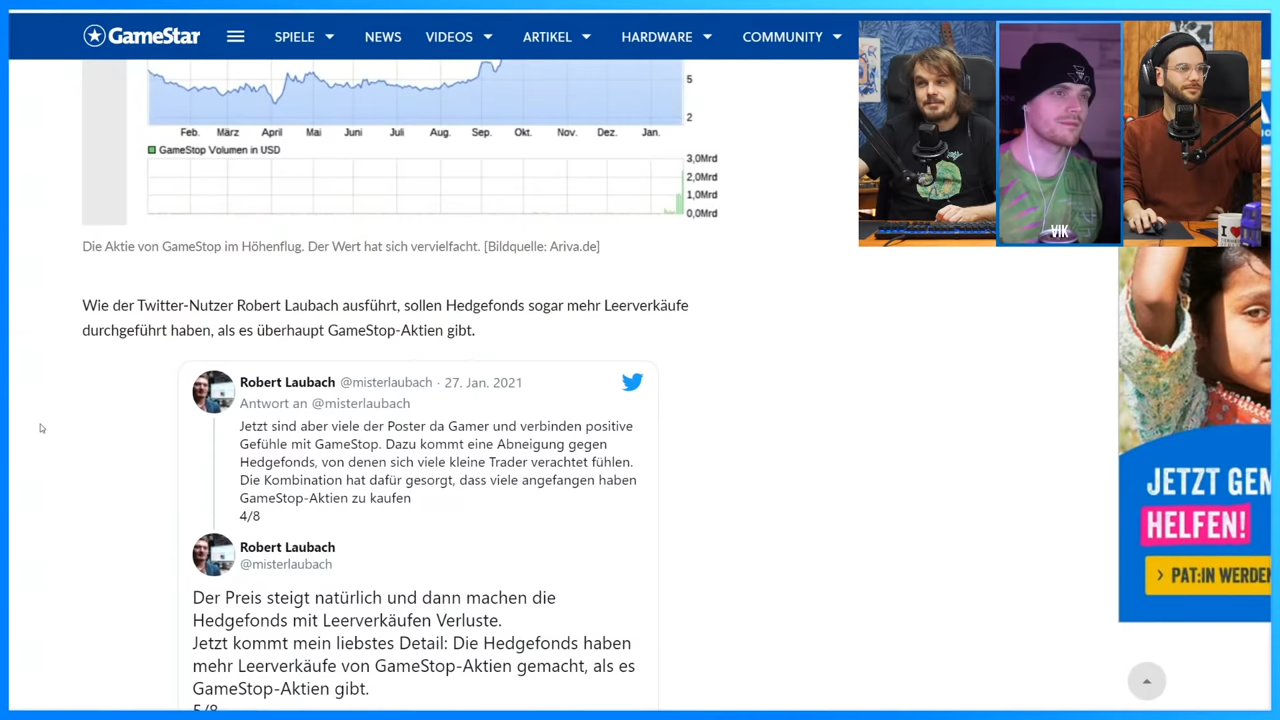 GameStar
SPIELE
NEWS
VIDEOS
ARTIKEL
HARDWARE
COMMUNITY
5
2
Feb. März April Mai Juni Juli Aug. Sep. Okt. Nov. Dez. Jan.
GameStop Volumen in USD
3,0Mrd
2,0Mrd
1,0Mrd
0,0Mrd
VIK
Die Aktie von GameStop im Höhenflug. Der Wert hat sich vervielfacht. [Bildquelle: Ariva.de]
Wie der Twitter-Nutzer Robert Laubach ausführt, sollen Hedgefonds sogar mehr Leerverkäufe
durchgeführt haben, als es überhaupt GameStop-Aktien gibt.
Robert Laubach @misterlaubach · 27. Jan. 2021
Antwort an @misterlaubach
Jetzt sind aber viele der Poster da Gamer und verbinden positive
Gefühle mit GameStop. Dazu kommt eine Abneigung gegen
Hedgefonds, von denen sich viele kleine Trader verachtet fühlen.
Die Kombination hat dafür gesorgt, dass viele angefangen haben
GameStop-Aktien zu kaufen
4/8
Robert Laubach
@misterlaubach
Der Preis steigt natürlich und dann machen die
Hedgefonds mit Leerverkäufen Verluste.
Jetzt kommt mein liebstes Detail: Die Hedgefonds haben
mehr Leerverkäufe von GameStop-Aktien gemacht, als es
GameStop-Aktien gibt.
5/8
JETZT GEM
HELFEN!
PAT:IN WERDEN